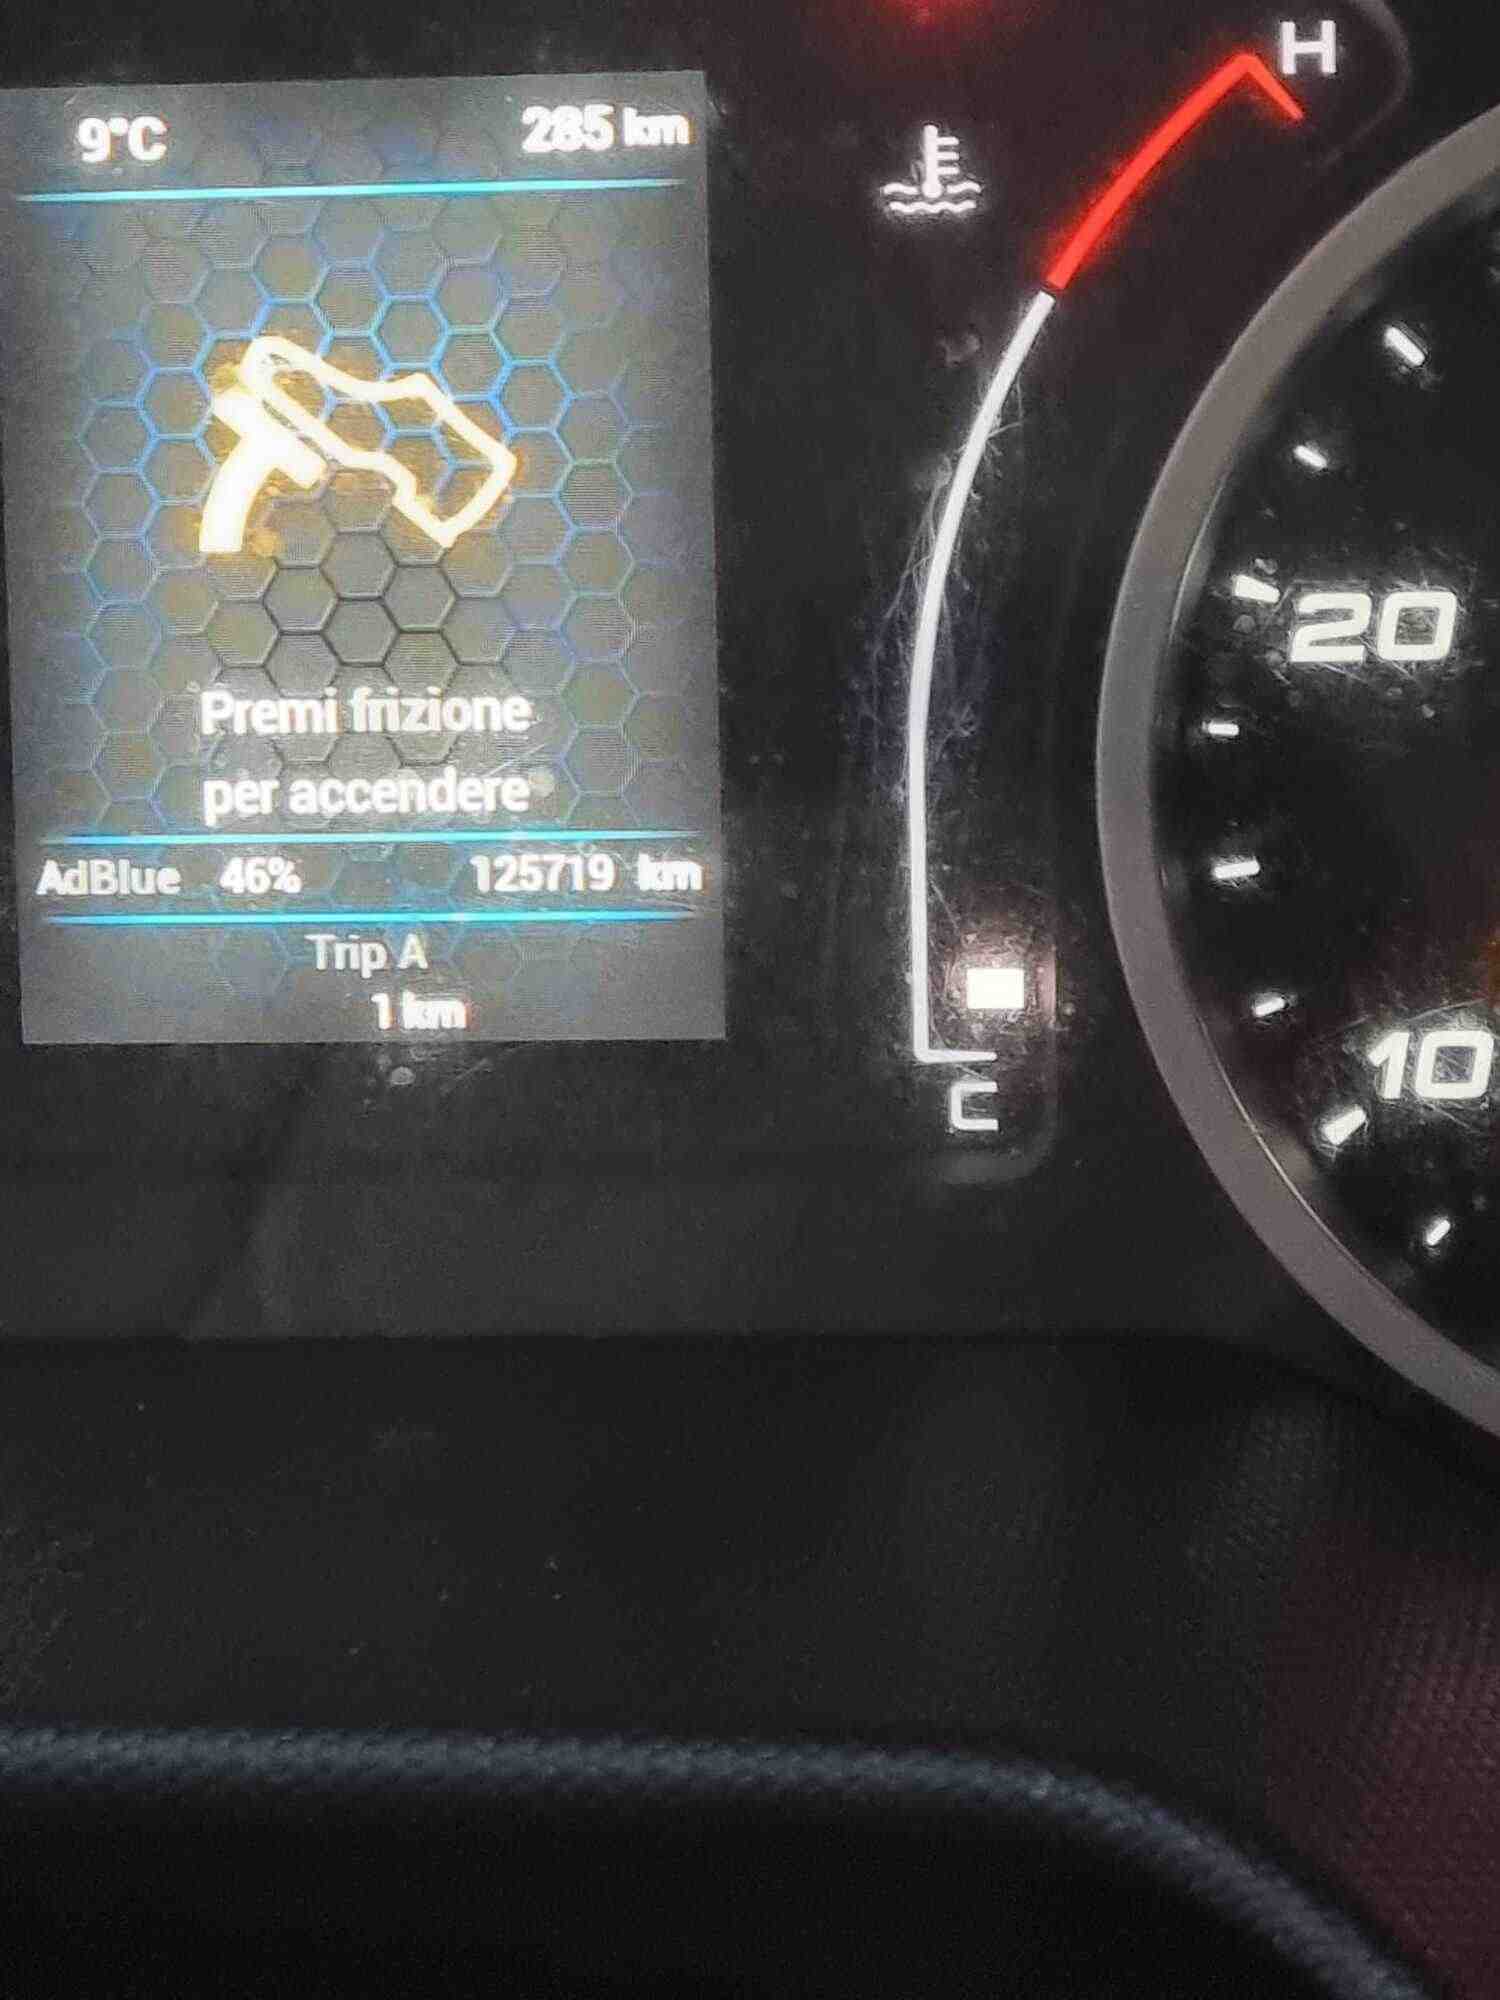 9°C 285 km
Premi frizione
per accendere
AdBlue 46% 125719 km
Trip A
1 km
H
C
20
10